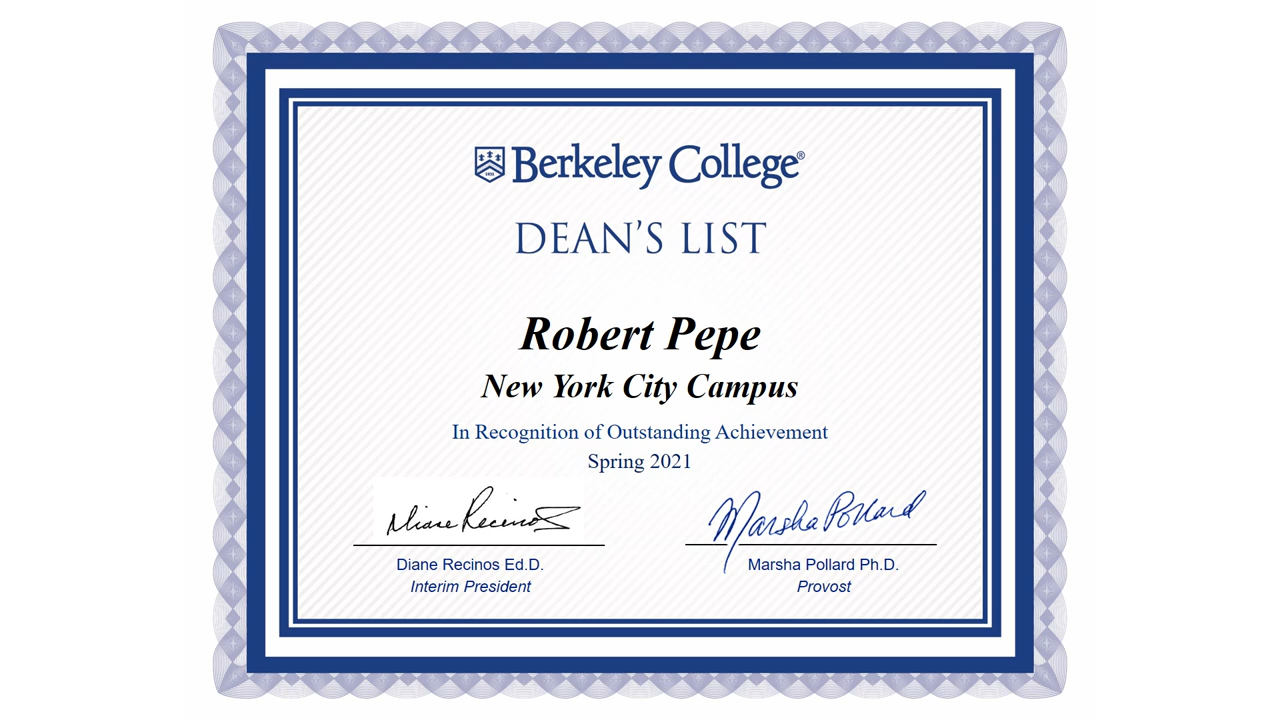 Berkeley College®
DEAN'S LIST
Robert Pepe
New York City Campus
In Recognition of Outstanding Achievement
Spring 2021
Diane Recinos Marsha Pollard
Diane Recinos Ed.D. Marsha Pollard Ph.D.
Interim President Provost